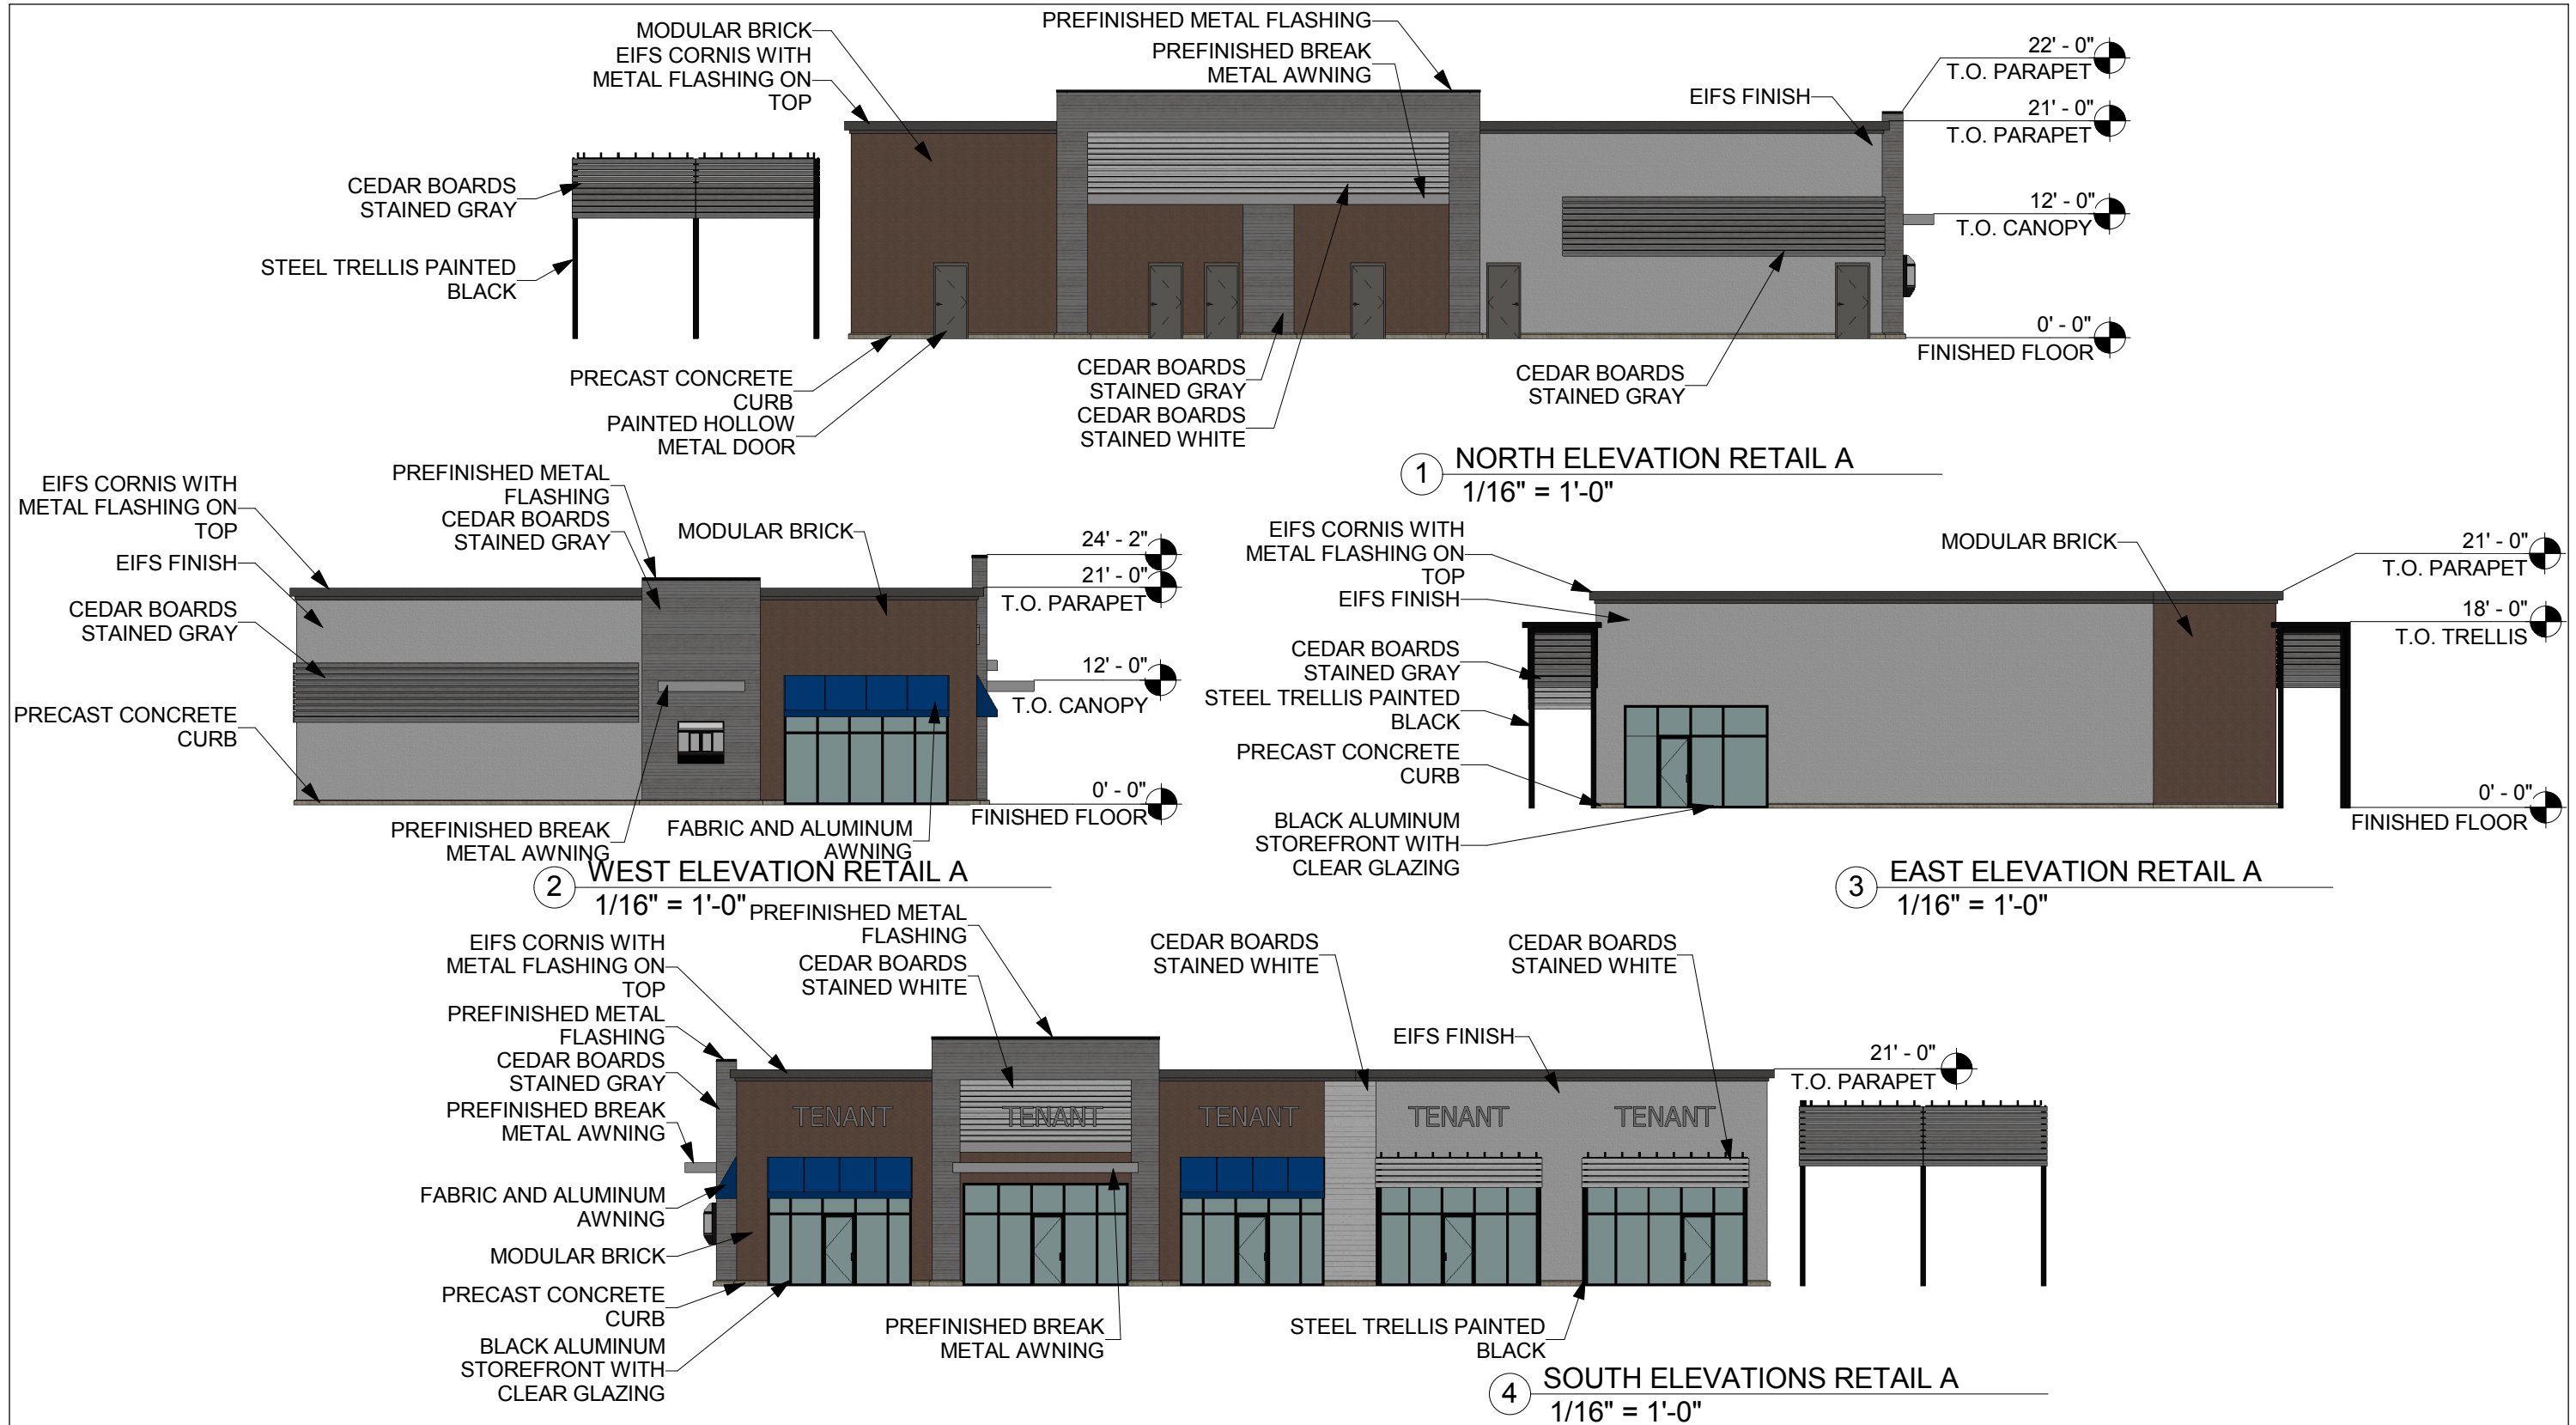 MODULAR BRICK
EIFS CORNIS WITH
METAL FLASHING ON
TOP
PREFINISHED METAL FLASHING
PREFINISHED BREAK
METAL AWNING
EIFS FINISH
22' - 0"
T.O. PARAPET
21' - 0"
T.O. PARAPET
12' - 0"
T.O. CANOPY
0' - 0"
FINISHED FLOOR
CEDAR BOARDS
STAINED GRAY
STEEL TRELLIS PAINTED
BLACK
PRECAST CONCRETE
CURB
PAINTED HOLLOW
METAL DOOR
CEDAR BOARDS
STAINED GRAY
CEDAR BOARDS
STAINED WHITE
CEDAR BOARDS
STAINED GRAY
1
NORTH ELEVATION RETAIL A
1/16" = 1'-0"
EIFS CORNIS WITH
METAL FLASHING ON
TOP
EIFS FINISH
CEDAR BOARDS
STAINED GRAY
PRECAST CONCRETE
CURB
PREFINISHED METAL
FLASHING
CEDAR BOARDS
STAINED GRAY
MODULAR BRICK
24' - 2"
21' - 0"
T.O. PARAPET
12' - 0"
T.O. CANOPY
0' - 0"
FINISHED FLOOR
PREFINISHED BREAK
METAL AWNING
FABRIC AND ALUMINUM
AWNING
2
WEST ELEVATION RETAIL A
1/16" = 1'-0"
EIFS CORNIS WITH
METAL FLASHING ON
TOP
EIFS FINISH
CEDAR BOARDS
STAINED GRAY
STEEL TRELLIS PAINTED
BLACK
PRECAST CONCRETE
CURB
BLACK ALUMINUM
STOREFRONT WITH
CLEAR GLAZING
MODULAR BRICK
21' - 0"
T.O. PARAPET
18' - 0"
T.O. TRELLIS
0' - 0"
FINISHED FLOOR
3
EAST ELEVATION RETAIL A
1/16" = 1'-0"
PREFINISHED METAL
FLASHING
CEDAR BOARDS
STAINED WHITE
EIFS CORNIS WITH
METAL FLASHING ON
TOP
PREFINISHED METAL
FLASHING
CEDAR BOARDS
STAINED GRAY
PREFINISHED BREAK
METAL AWNING
FABRIC AND ALUMINUM
AWNING
MODULAR BRICK
PRECAST CONCRETE
CURB
BLACK ALUMINUM
STOREFRONT WITH
CLEAR GLAZING
CEDAR BOARDS
STAINED WHITE
CEDAR BOARDS
STAINED WHITE
EIFS FINISH
21' - 0"
T.O. PARAPET
TENANT
TENANT
TENANT
TENANT
TENANT
PREFINISHED BREAK
METAL AWNING
STEEL TRELLIS PAINTED
BLACK
4
SOUTH ELEVATIONS RETAIL A
1/16" = 1'-0"